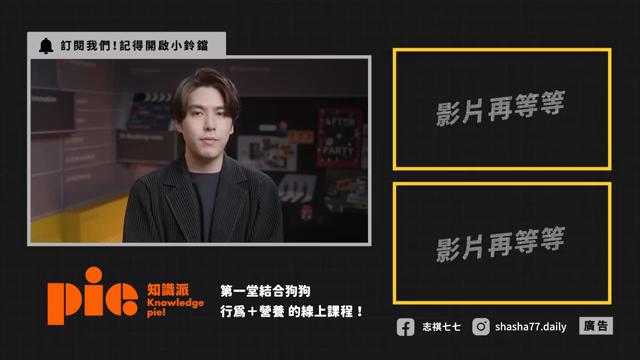 訂閱我們！記得開啟小鈴鐺
影片再等等
AFTER
PARTY
影片再等等
pie
知識派
Knowledge
pie!
第一堂結合狗狗
行為＋營養 的線上課程！
志祺七七
shasha77.daily
廣告